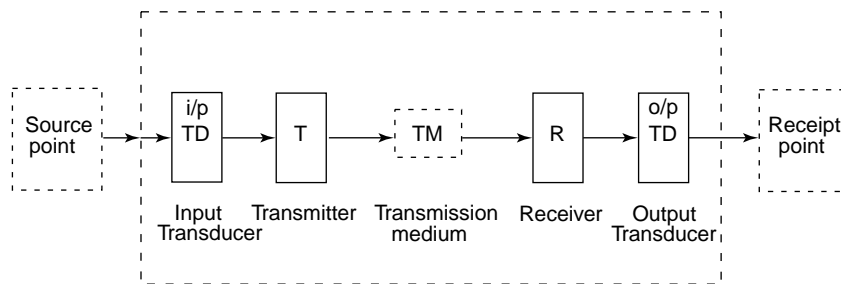 Source
point
i/p
TD
T
TM
R
o/p
TD
Receipt
point
Input
Transducer
Transmitter
Transmission
medium
Receiver
Output
Transducer